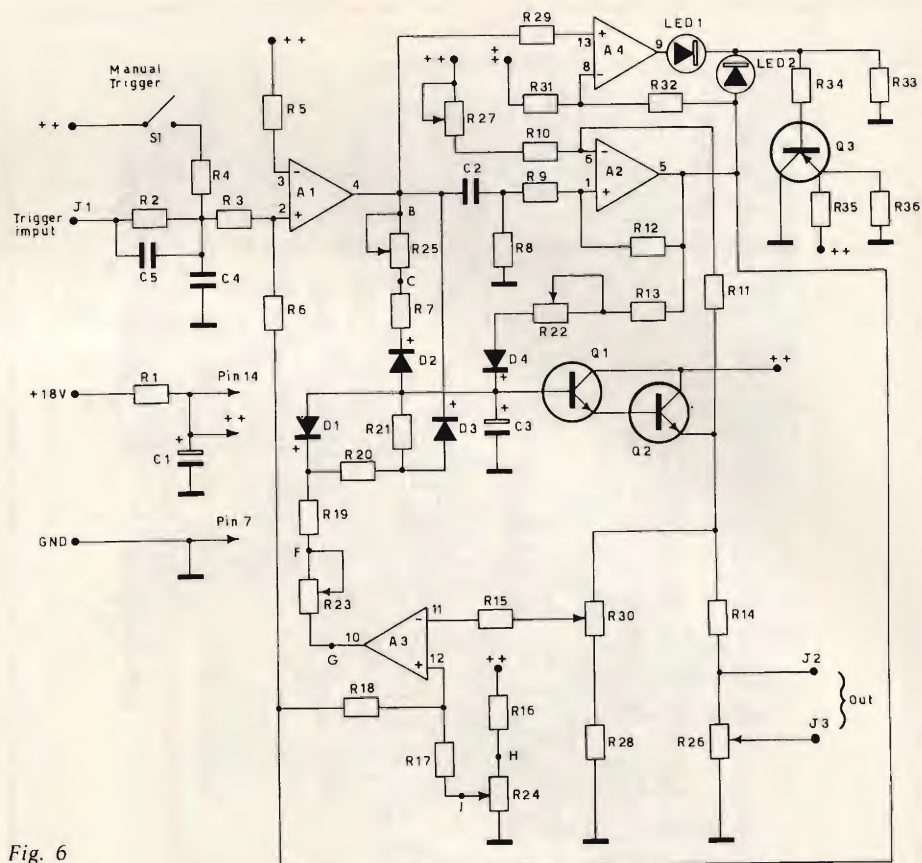 LED1
R29
13
+
A4
9
++
8
-
LED2
++
++
Manual
Trigger
R5
R31
R32
R34
R33
R27
++
S1
R10
-
6
A2
5
Q3
R4
3
-
A1
4
C2
R9
1
+
J1
R2
R3
2
+
B
R12
R35
R36
Trigger
imput
R25
R8
++
C5
C4
C
R13
R11
R6
R7
R22
+
D2
D4
+
Q1
++
+18V
R1
Pin 14
++
+
C1
D1
+
R21
+
D3
+
C3
Q2
R20
Pin 7
R19
GND
F
R23
R15
11
-
R30
R14
10
A3
G
12
+
++
J2
Out
R18
R16
J3
R26
R17
H
R28
J
R24
Fig. 6